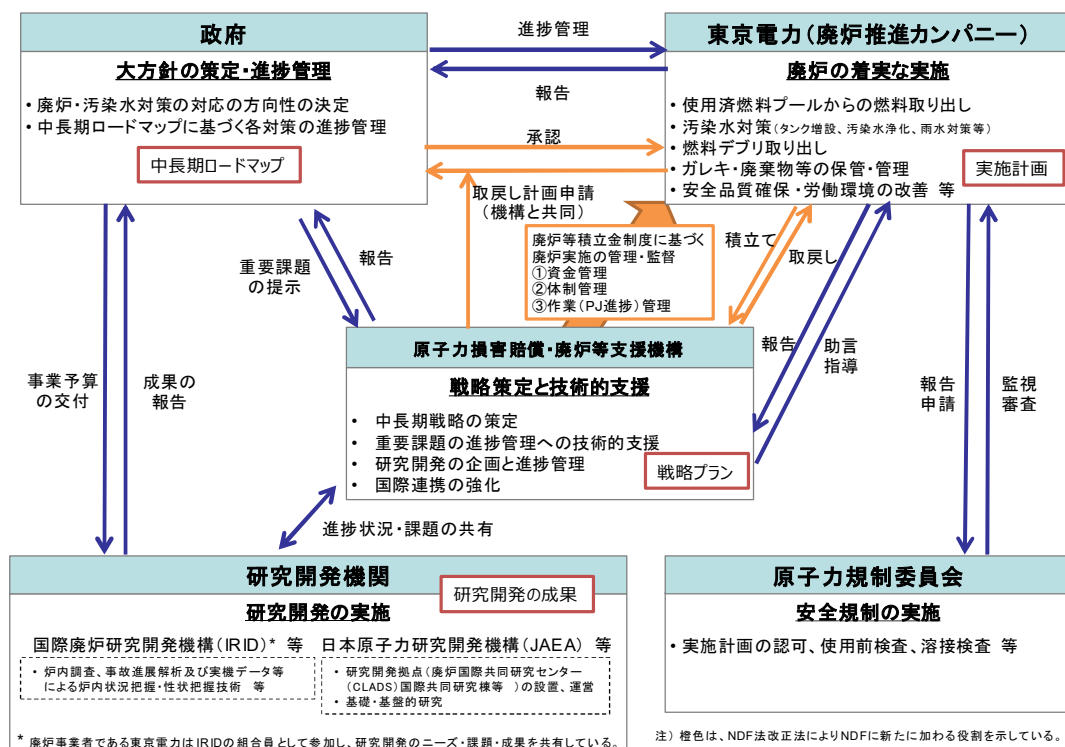 政府
大方針の策定・進捗管理
・廃炉・汚染水対策の対応の方向性の決定
・中長期ロードマップに基づく各対策の進捗管理
中長期ロードマップ
進捗管理
報告
承認
取戻し計画申請
(機構と共同)
東京電力(廃炉推進カンパニー)
廃炉の着実な実施
・使用済燃料プールからの燃料取り出し
・汚染水対策(タンク増設、汚染水浄化、雨水対策等)
・燃料デブリ取り出し
・ガレキ・廃棄物等の保管・管理
・安全品質確保・労働環境の改善 等
実施計画
重要課題
の提示
報告
廃炉等積立金制度に基づく
廃炉実施の管理・監督
①資金管理
②体制管理
③作業(PJ進捗)管理
積立て
取戻し
原子力損害賠償・廃炉等支援機構
戦略策定と技術的支援
・ 中長期戦略の策定
・ 重要課題の進捗管理への技術的支援
・ 研究開発の企画と進捗管理
・ 国際連携の強化
戦略プラン
報告
助言
指導
事業予算
の交付
成果の
報告
報告
申請
監視
審査
進捗状況・課題の共有
研究開発機関
研究開発の実施
研究開発の成果
国際廃炉研究開発機構(IRID)* 等
・炉内調査、事故進展解析及び実機データ等
による炉内状況把握・性状把握技術 等
日本原子力研究開発機構(JAEA) 等
・ 研究開発拠点(廃炉国際共同研究センター
(CLADS)国際共同研究棟等 )の設置、運営
・ 基礎・基盤的研究
* 廃炉事業者である東京電力はIRIDの組合員として参加し、研究開発のニーズ・課題・成果を共有している。
原子力規制委員会
安全規制の実施
・実施計画の認可、使用前検査、溶接検査 等
注) 橙色は、NDF法改正法によりNDFに新たに加わる役割を示している。